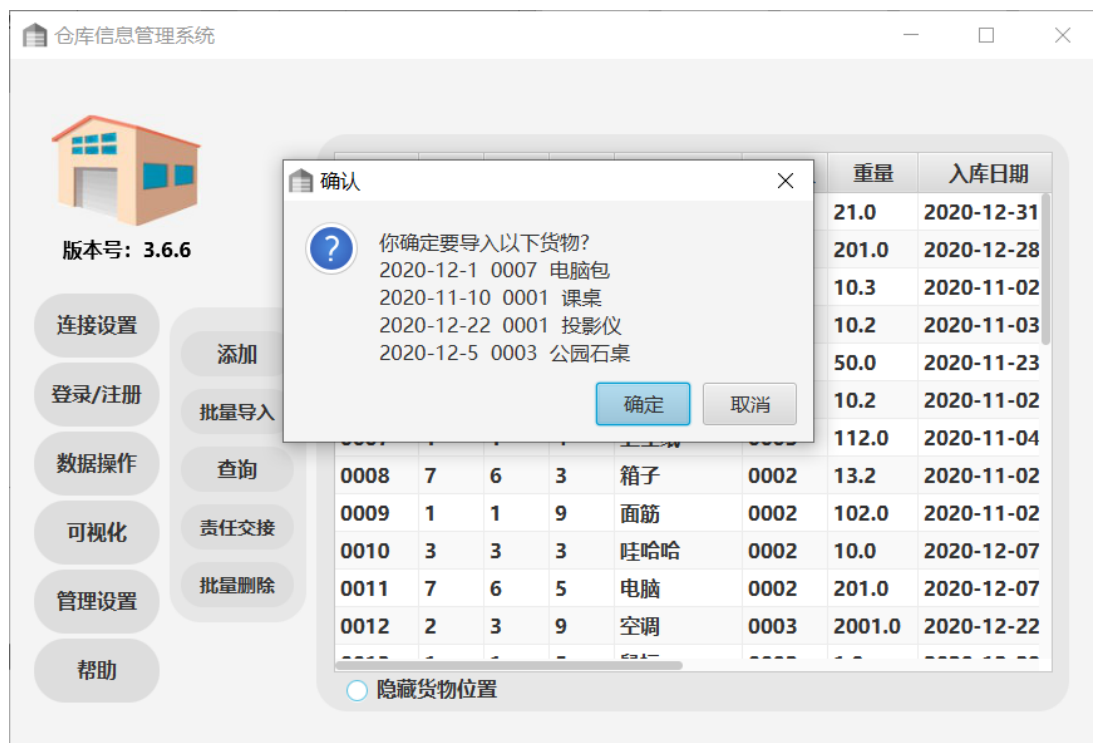 仓库信息管理系统
版本号：3.6.6
连接设置
登录/注册
数据操作
可视化
管理设置
帮助
添加
批量导入
查询
责任交接
批量删除
确认
你确定要导入以下货物?
2020-12-1 0007 电脑包
2020-11-10 0001 课桌
2020-12-22 0001 投影仪
2020-12-5 0003 公园石桌
确定 取消
重量 入库日期
21.0 2020-12-31
201.0 2020-12-28
10.3 2020-11-02
10.2 2020-11-03
50.0 2020-11-23
10.2 2020-11-02
112.0 2020-11-04
0008 7 6 3 箱子 0002 13.2 2020-11-02
0009 1 1 9 面筋 0002 102.0 2020-11-02
0010 3 3 3 哇哈哈 0002 10.0 2020-12-07
0011 7 6 5 电脑 0002 201.0 2020-12-07
0012 2 3 9 空调 0003 2001.0 2020-12-22
隐藏货物位置